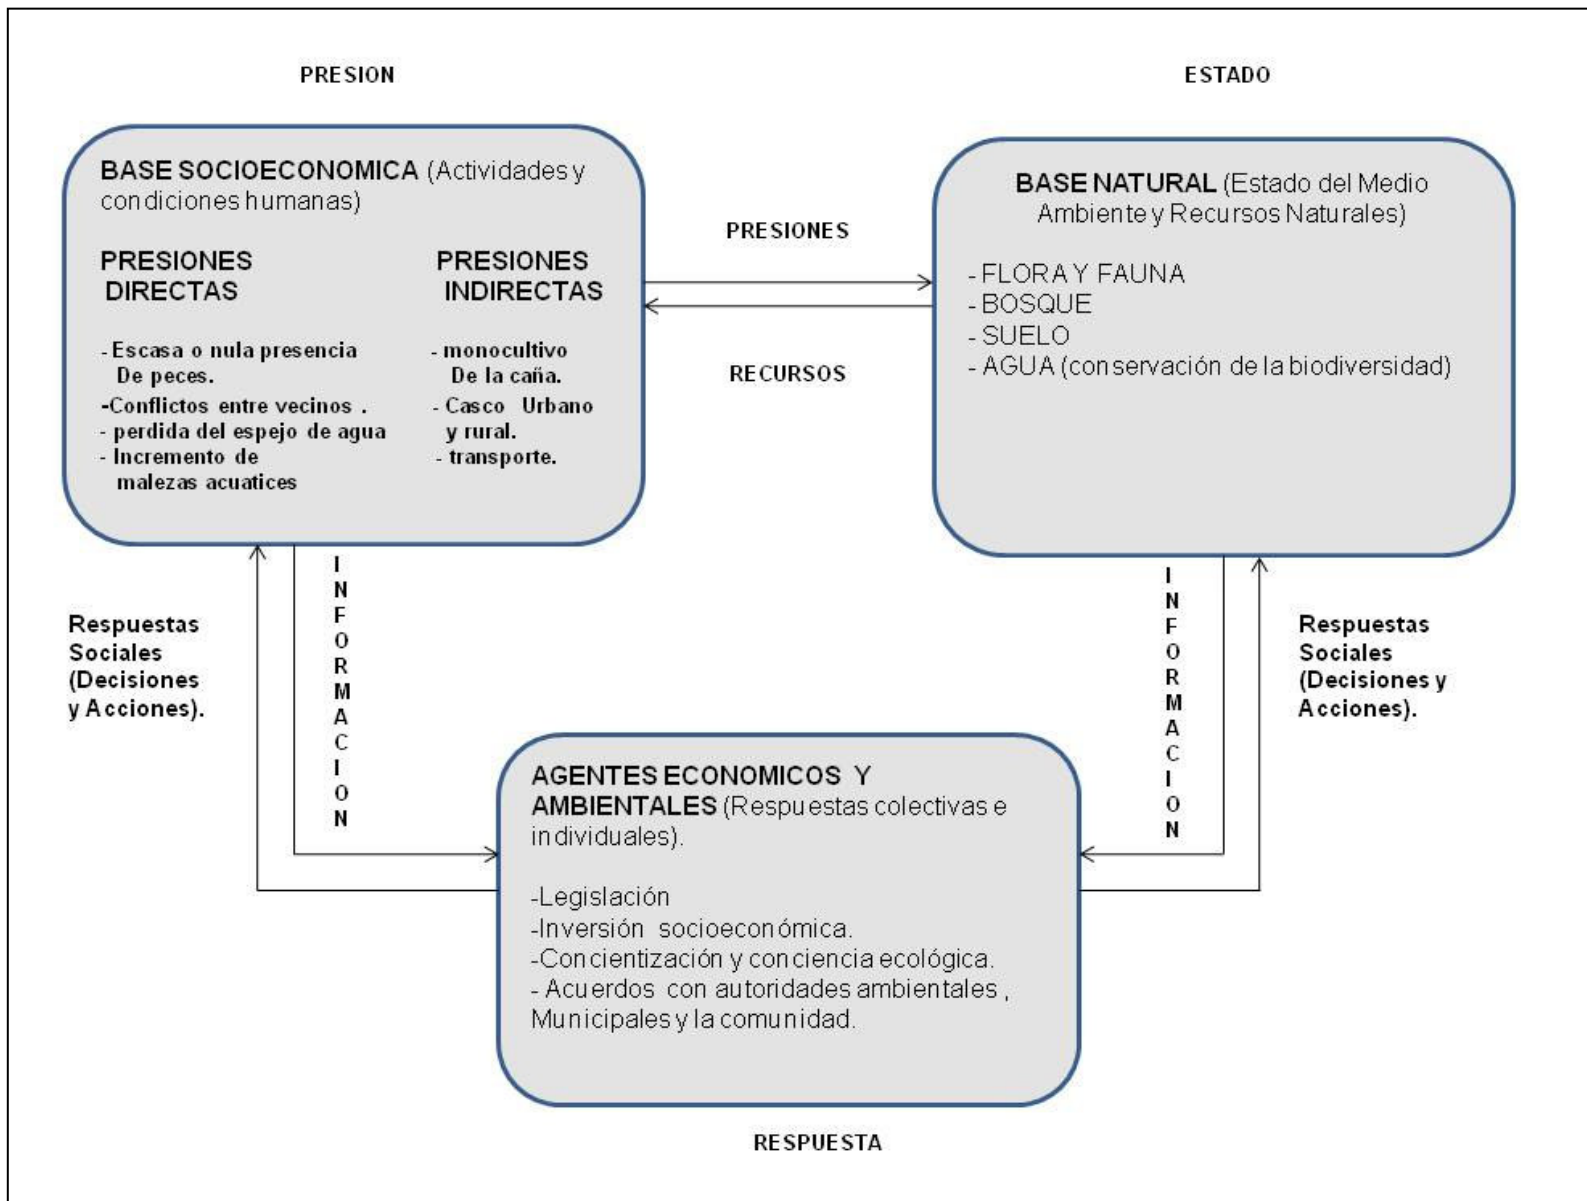 PRESION
ESTADO
BASE SOCIOECONOMICA (Actividades y
condiciones humanas)
PRESIONES
DIRECTAS
- Escasa o nula presencia
De peces.
-Conflictos entre vecinos .
- perdida del espejo de agua
- Incremento de
malezas acuatices
PRESIONES
INDIRECTAS
- monocultivo
De la caña.
- Casco Urbano
y rural.
- transporte.
PRESIONES
RECURSOS
BASE NATURAL (Estado del Medio
Ambiente y Recursos Naturales)
- FLORA Y FAUNA
- BOSQUE
- SUELO
- AGUA (conservación de la biodiversidad)
Respuestas
Sociales
(Decisiones
y Acciones).
INFORMACION
INFORMACION
Respuestas
Sociales
(Decisiones y
Acciones).
AGENTES ECONOMICOS Y
AMBIENTALES (Respuestas colectivas e
individuales).
-Legislación
-Inversión socioeconómica.
-Concientización y conciencia ecológica.
- Acuerdos con autoridades ambientales ,
Municipales y la comunidad.
RESPUESTA